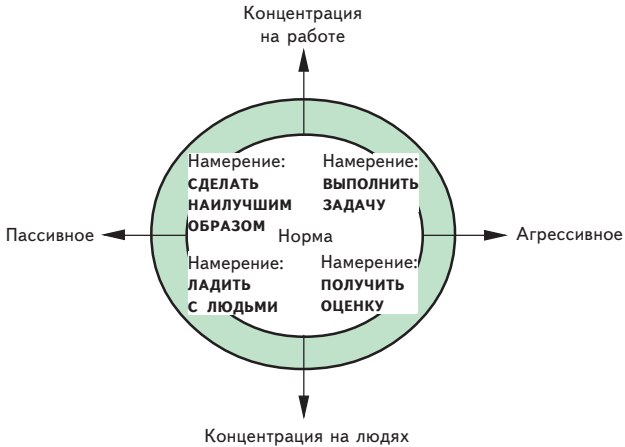 Концентрация
на работе
Намерение:
СДЕЛАТЬ
НАИЛУЧШИМ
ОБРАЗОМ
Намерение:
ВЫПОЛНИТЬ
ЗАДАЧУ
Пассивное
Норма
Агрессивное
Намерение:
ЛАДИТЬ
С ЛЮДЬМИ
Намерение:
ПОЛУЧИТЬ
ОЦЕНКУ
Концентрация на людях